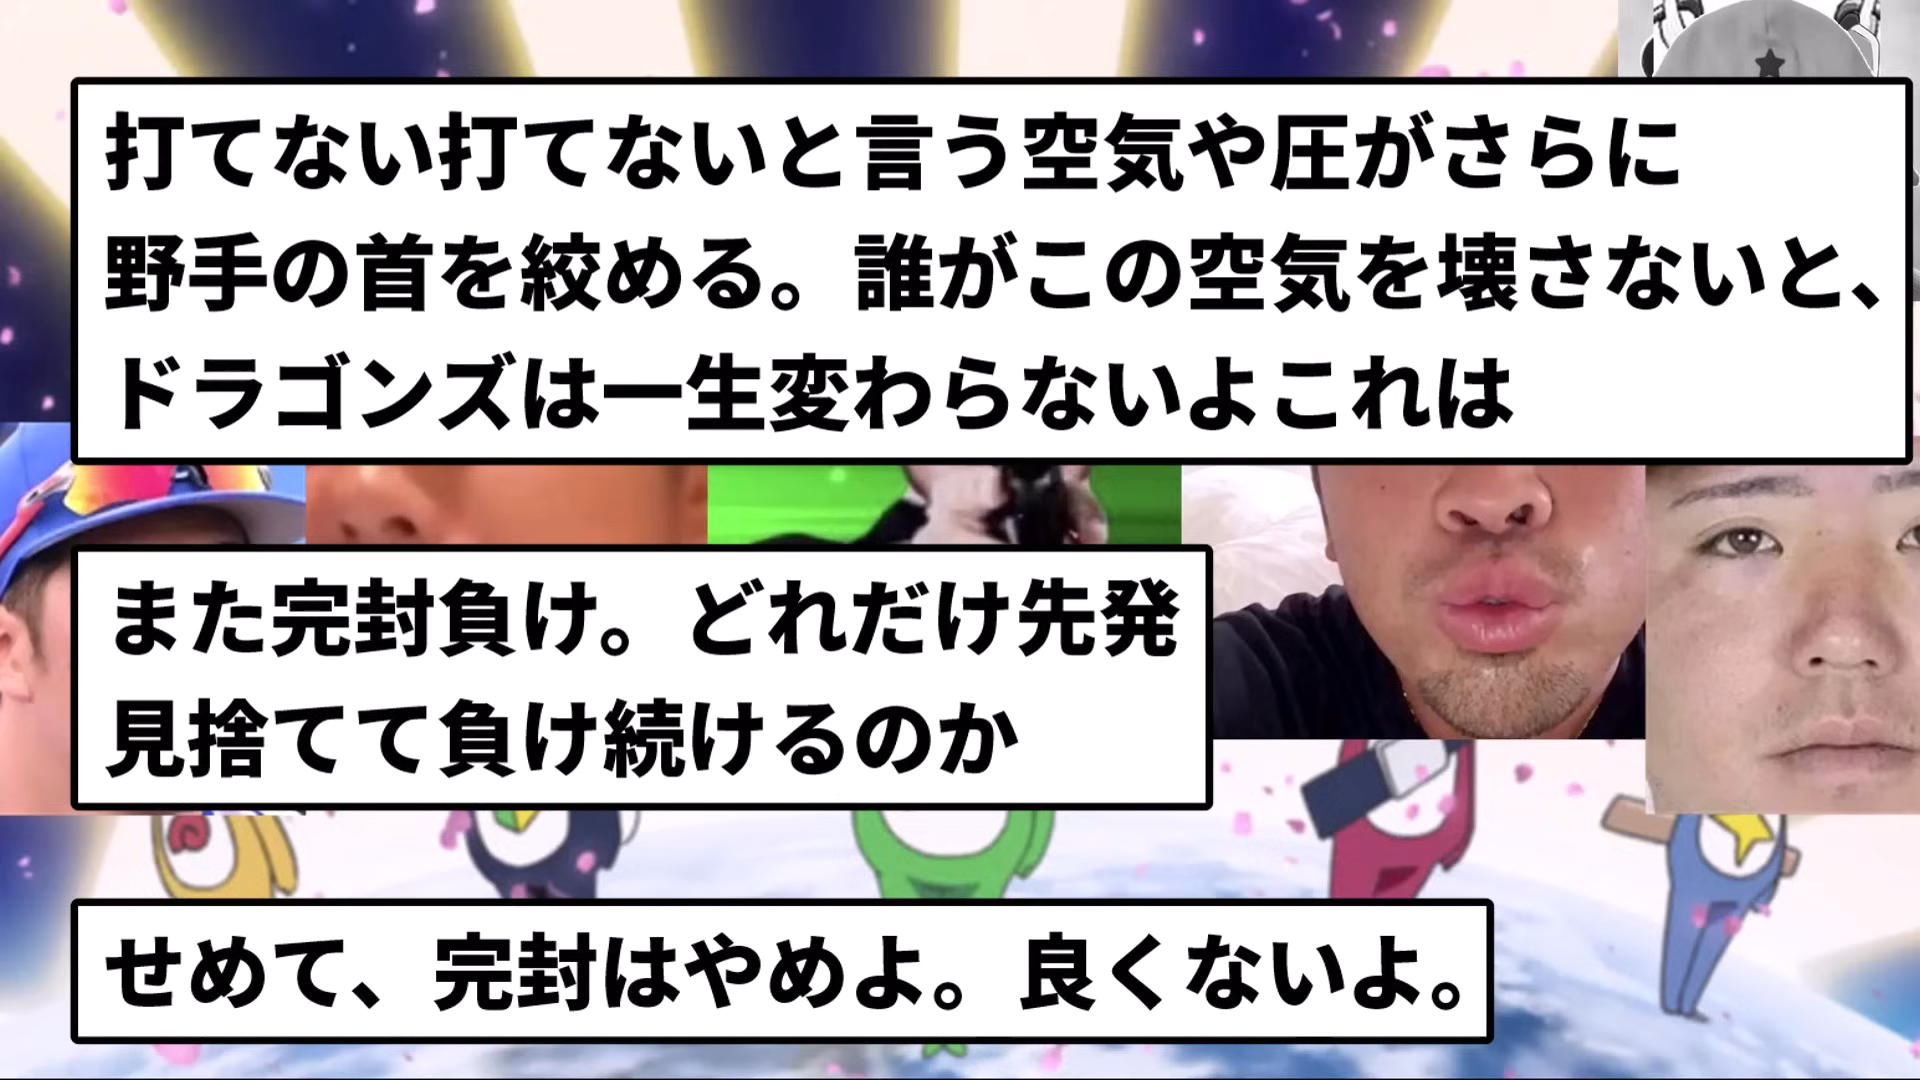 打てない打てないと言う空気や圧がさらに
野手の首を絞める。誰がこの空気を壊さないと、
ドラゴンズは一生変わらないよこれは
また完封負け。どれだけ先発
見捨てて負け続けるのか
せめて、完封はやめよ。良くないよ。